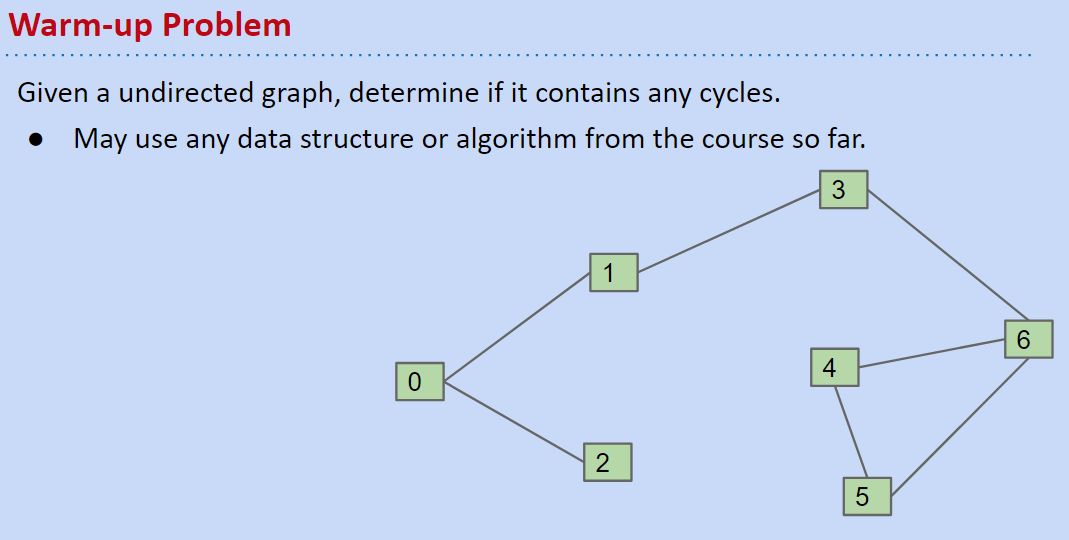 Warm-up Problem
Given a undirected graph, determine if it contains any cycles.
● May use any data structure or algorithm from the course so far.
3
1
6
4
0
2
5